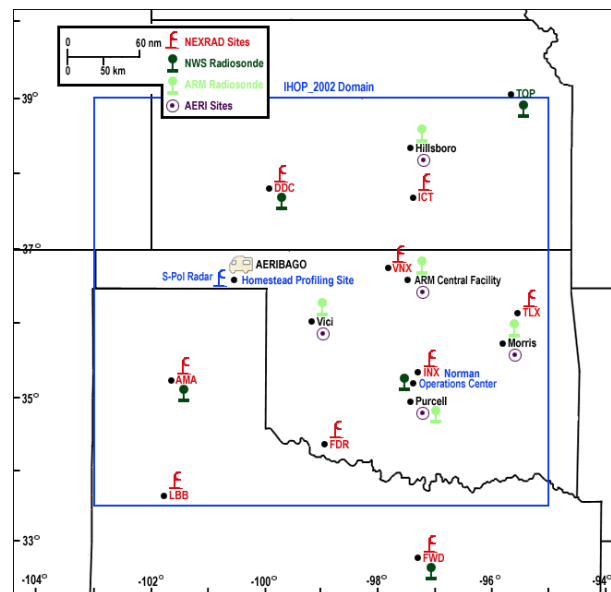 0 60 nm
0 50 km
NEXRAD Sites
NWS Radiosonde
ARM Radiosonde
AERI Sites
IHOP_2002 Domain
39°
TOP
Hillsboro
DDC
ICT
37°
AERIBAGO
S-Pol Radar
Homestead Profiling Site
VNX
ARM Central Facility
Vici
TLX
Morris
AMA
INX Norman
Operations Center
35°
Purcell
FDR
LBB
33°
FWD
-104° -102° -100° -98° -96° -94°